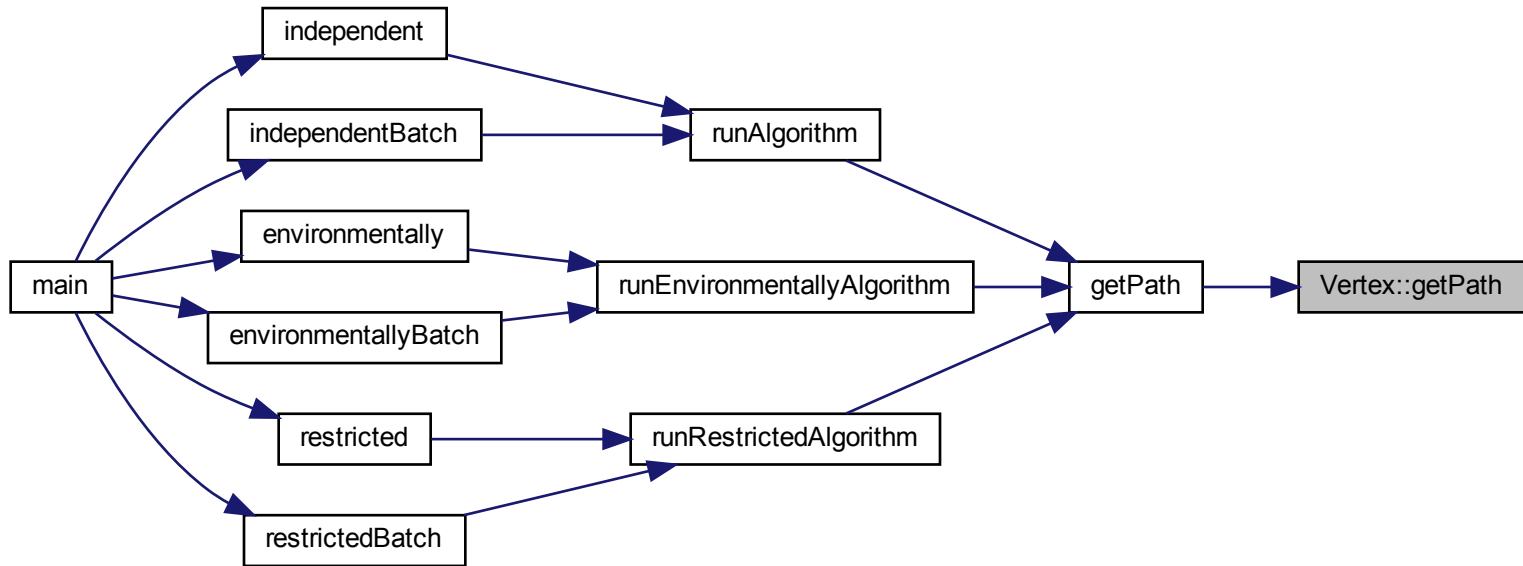 independent
independentBatch
runAlgorithm
environmentally
main
runEnvironmentallyAlgorithm
getPath
Vertex::getPath
environmentallyBatch
restricted
runRestrictedAlgorithm
restrictedBatch